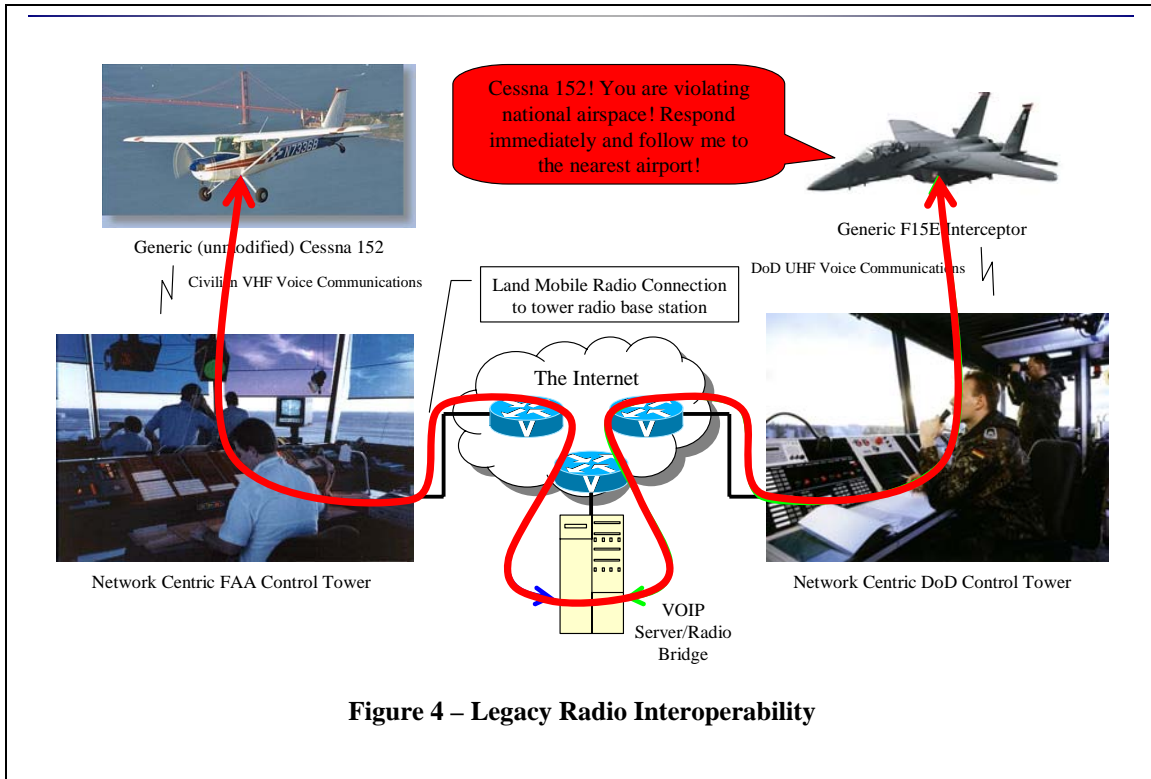 Cessna 152! You are violating
national airspace! Respond
immediately and follow me to
the nearest airport!
N7336B
Generic (unmodified) Cessna 152
Generic F15E Interceptor
Civilian VHF Voice Communications
DoD UHF Voice Communications
Land Mobile Radio Connection
to tower radio base station
The Internet
V
V
V
Network Centric FAA Control Tower
Network Centric DoD Control Tower
VOIP
Server/Radio
Bridge
Figure 4 – Legacy Radio Interoperability